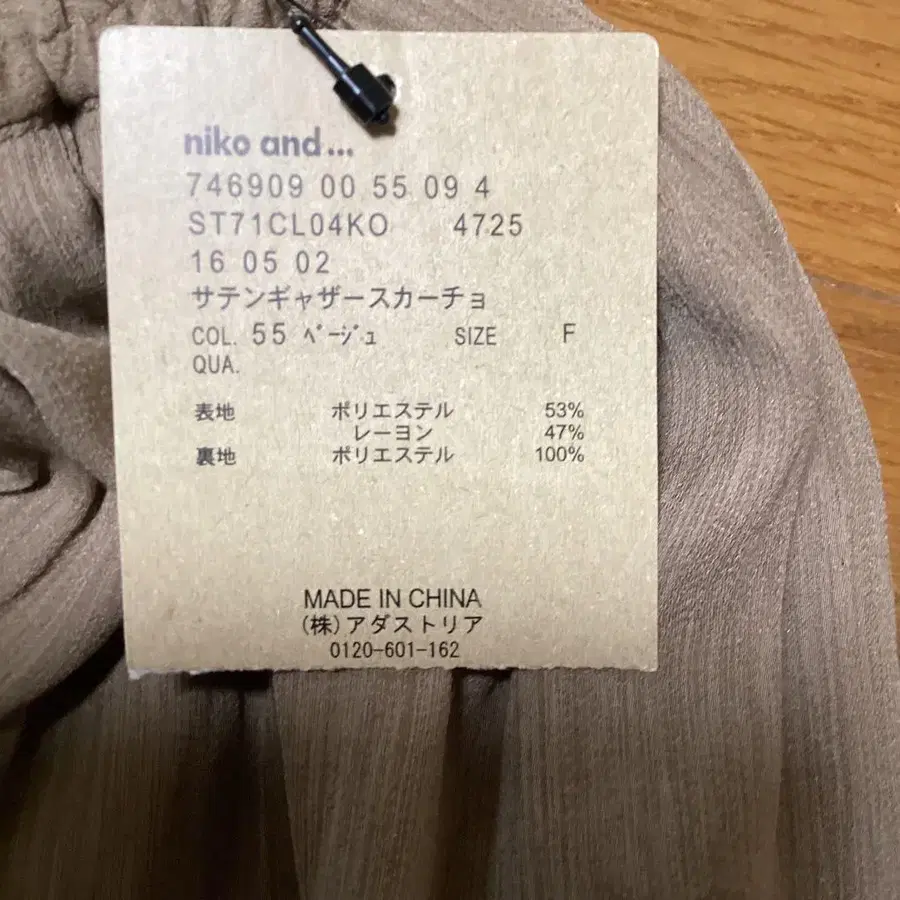 niko and...
746909 00 55 09 4
ST71CL04KO 4725
16 05 02
サテンギャザースカーチョ
COL. 55 ﾍﾞｰｼﾞｭ SIZE F
QUA.
表地 ポリエステル 53%
レーヨン 47%
裏地 ポリエステル 100%
MADE IN CHINA
(株)アダストリア
0120-601-162